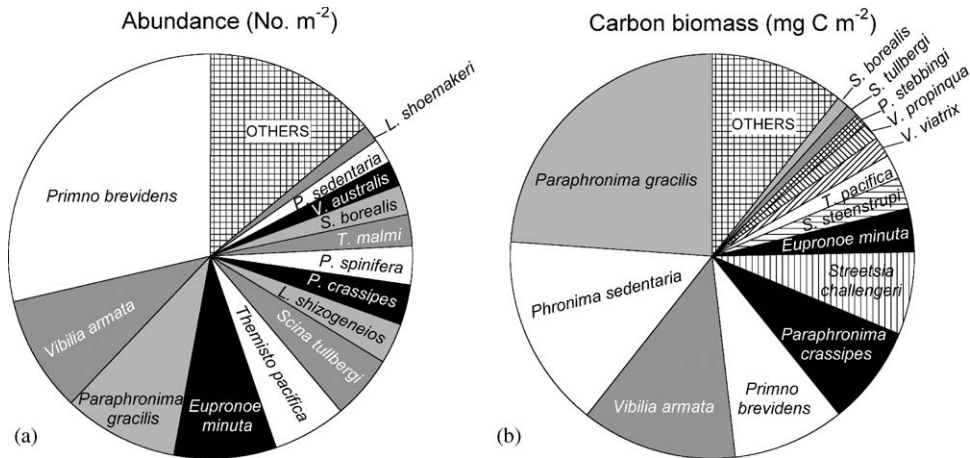 Abundance (No. m-2)
OTHERS
L. shoemakeri
P. sedentaria
V. australis
S. borealis
T. malmi
P. spinifera
P. crassipes
L. shizogeneios
Scina tullbergi
Themisto pacifica
Eupronoe
minuta
Paraphronima
gracilis
Vibilia armata
Primno brevidens
(a)
Carbon biomass (mg C m-2)
OTHERS
S. borealis
S. tullbergi
P. stebbingi
V. propinqua
V. viatrix
T. pacifica
S. steenstrupi
Eupronoe minuta
Streetsia
challengeri
Paraphronima
crassipes
Primno
brevidens
Vibilia armata
Phronima sedentaria
Paraphronima gracilis
(b)